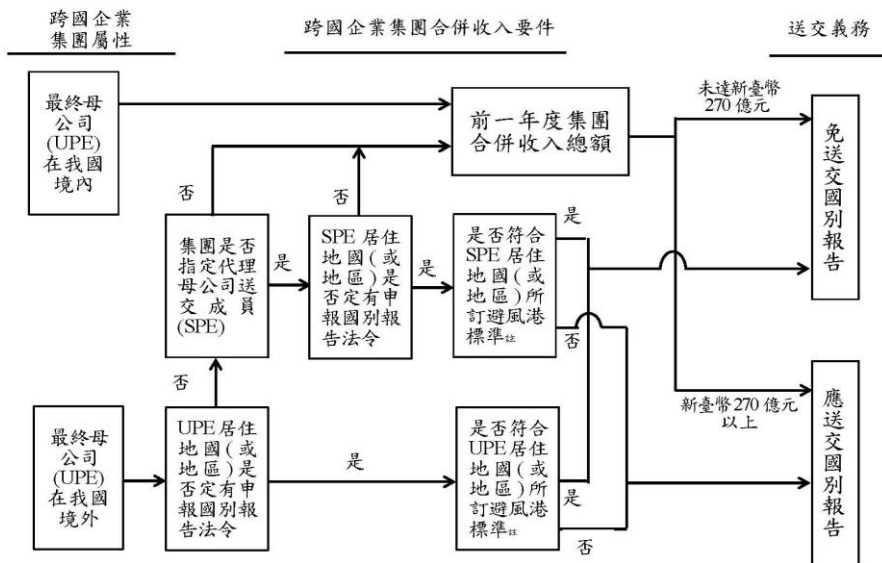 跨國企業
集團屬性
跨國企業集團合併收入要件
送交義務
最終母
公司
(UPE)
在我國
境內
前一年度集團
合併收入總額
未達新臺幣
270 億元
免送交國別報告
否
否
集團是否
指定代理
母公司送
交成員
(SPE)
是
SPE 居住
地國(或
地區)是
否定有申
報國別報
告法令
是
是否符合
SPE 居住
地國(或
地區)所
訂避風港
標準註
是
否
否
新臺幣 270 億元
以上
應送交國別報告
最終母
公司
(UPE)
在我國
境外
UPE 居住
地國(或
地區)是
否定有申
報國別報
告法令
是
是否符合
UPE 居住
地國(或
地區)所
訂避風港
標準註
是
否